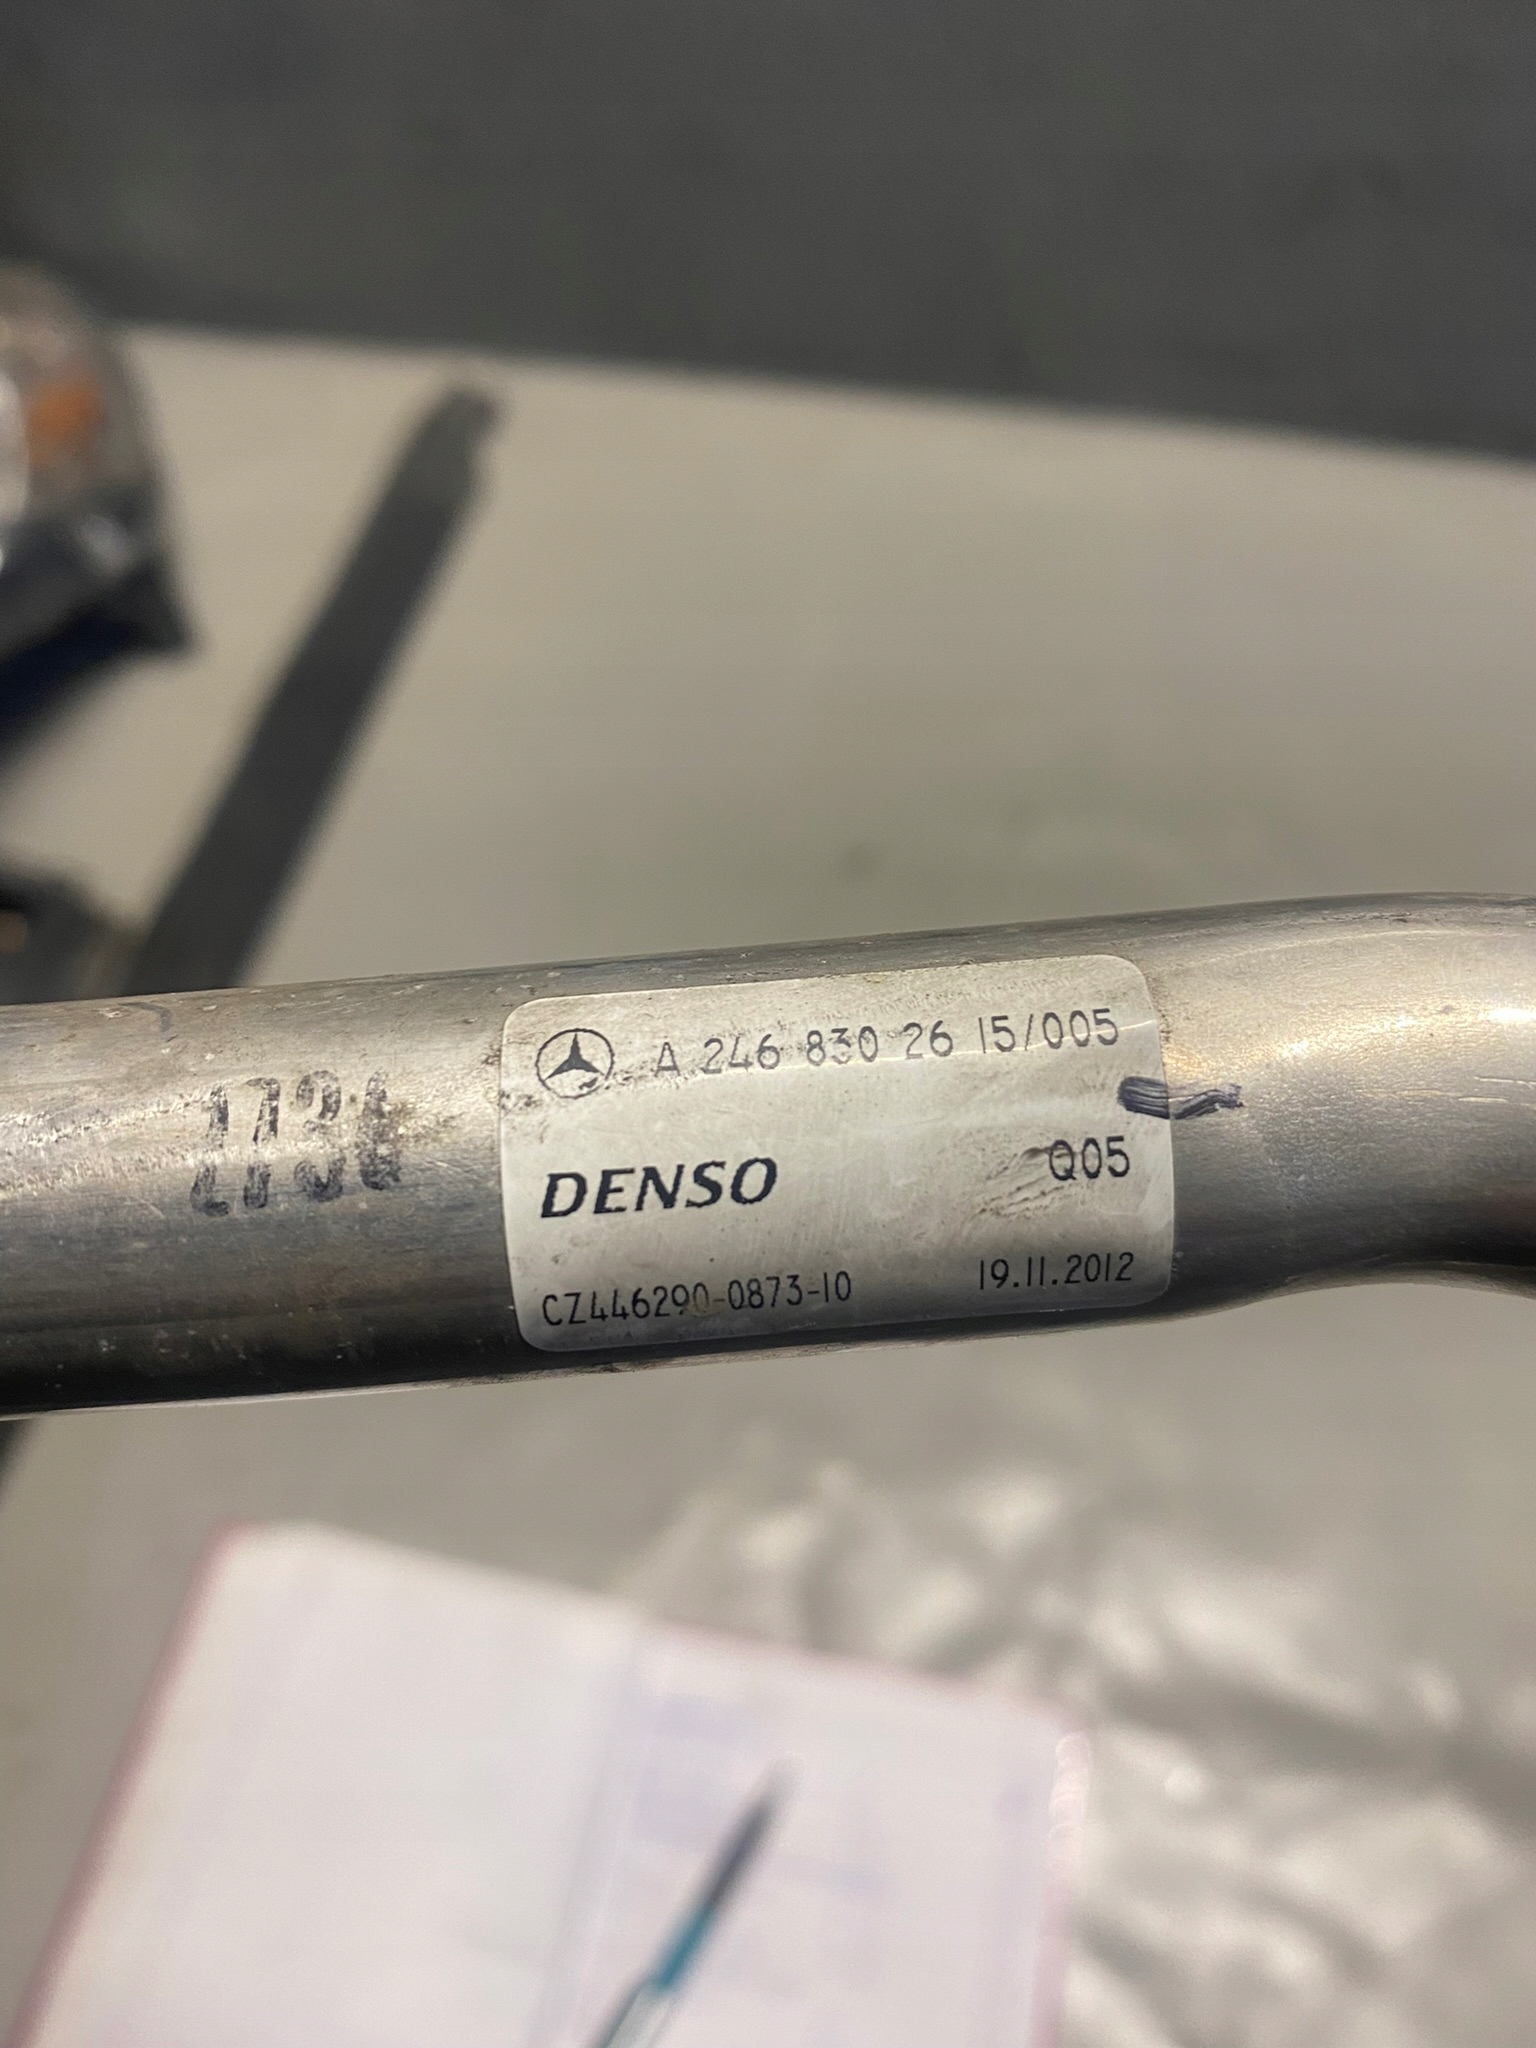 A 246 830 26 15/005
DENSO
Q05
CZ446290-0873-10
19.11.2012